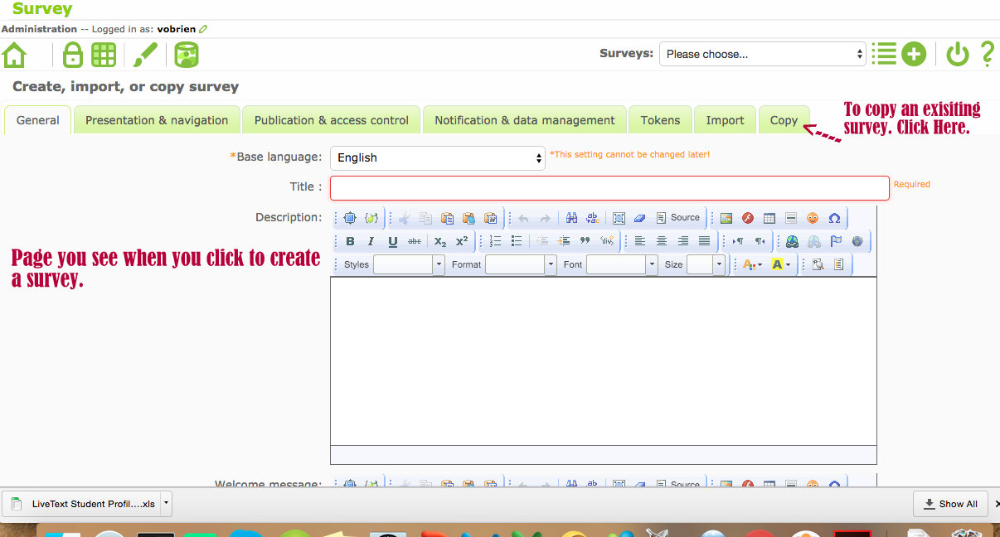 Survey
Administration -- Logged in as: vobrien
Surveys: Please choose...
Create, import, or copy survey
General Presentation & navigation Publication & access control Notification & data management Tokens Import Copy
To copy an exisiting
survey. Click Here.
*Base language: English *This setting cannot be changed later!
Title : Required
Description: Source
B I U abc X2 X2
Styles Format Font Size A A
Page you see when you click to create
a survey.
Welcome message: Source
LiveText Student Profil....xls Show All